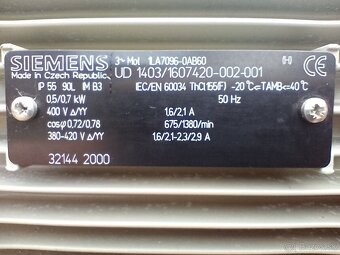 SIEMENS
3~ Mot. 1LA7096-0AB60
(H)
CE
Made in Czech Republic
UD 1403/1607420-002-001
IP 55 90L IM B3
IEC/EN 60034 Th.Cl.155(F) -20°C<=TAMB<=40°C
0,5/0,7 kW
50 Hz
400 V Δ/YY
1,6/2,1 A
cosφ 0,72/0,78
675/1380/min
380-420 V Δ/YY
1,6/2,1-2,3/2,9 A
32144 2000